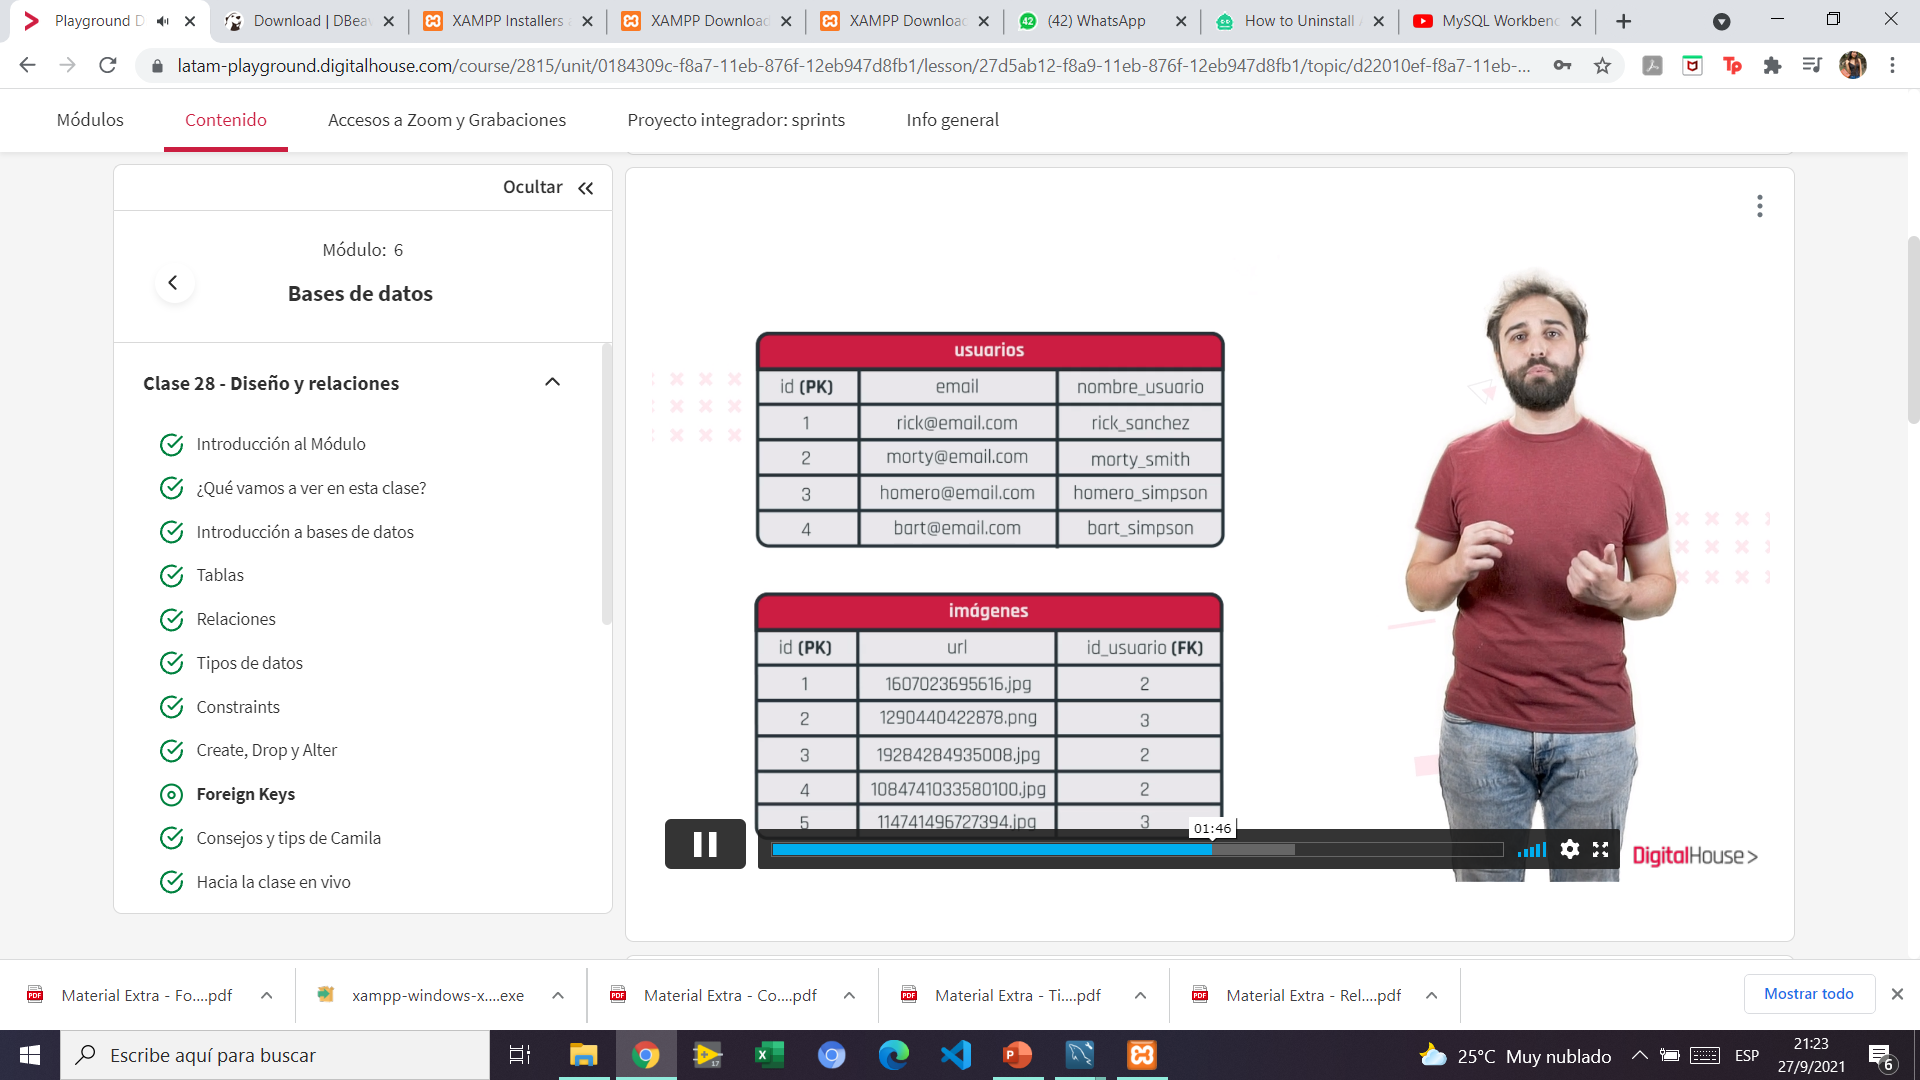 Playground D
Download | DBeav
XAMPP Installers a
XAMPP Download
XAMPP Download
(42) WhatsApp
How to Uninstall A
MySQL Workbenc
latam-playground.digitalhouse.com/course/2815/unit/0184309c-f8a7-11eb-876f-12eb947d8fb1/lesson/27d5ab12-f8a9-11eb-876f-12eb947d8fb1/topic/d22010ef-f8a7-11eb-...
Módulos
Contenido
Accesos a Zoom y Grabaciones
Proyecto integrador: sprints
Info general
Ocultar
Módulo: 6
Bases de datos
Clase 28 - Diseño y relaciones
Introducción al Módulo
¿Qué vamos a ver en esta clase?
Introducción a bases de datos
Tablas
Relaciones
Tipos de datos
Constraints
Create, Drop y Alter
Foreign Keys
Consejos y tips de Camila
Hacia la clase en vivo
usuarios
id (PK) email nombre_usuario
1 rick@email.com rick_sanchez
2 morty@email.com morty_smith
3 homero@email.com homero_simpson
4 bart@email.com bart_simpson
imágenes
id (PK) url id_usuario (FK)
1 1607023695616.jpg 2
2 1290440422878.png 3
3 19284284935008.jpg 2
4 1084741033580100.jpg 2
5 114741496727394.jpg 3
01:46
DigitalHouse>
Material Extra - Fo....pdf
xampp-windows-x....exe
Material Extra - Co....pdf
Material Extra - Ti....pdf
Material Extra - Rel....pdf
Mostrar todo
Escribe aquí para buscar
25°C Muy nublado
ESP
21:23
27/9/2021
6